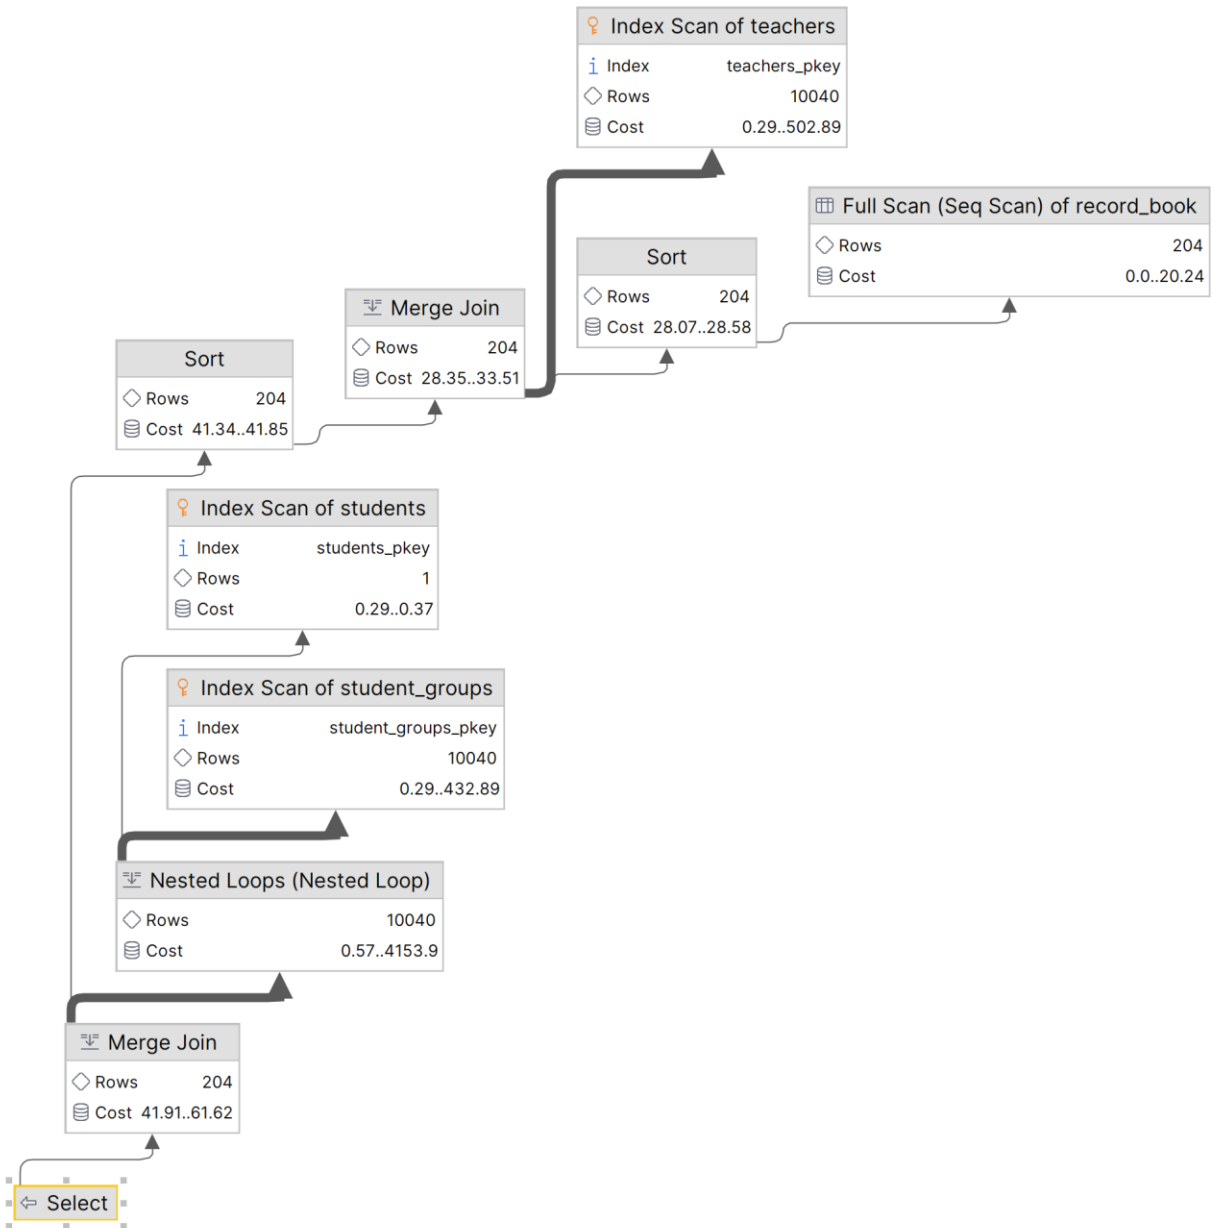 Index Scan of teachers
i Index teachers_pkey
Rows 10040
Cost 0.29..502.89
Full Scan (Seq Scan) of record_book
Rows 204
Cost 0.0..20.24
Sort
Rows 204
Cost 28.07..28.58
Merge Join
Rows 204
Cost 28.35..33.51
Sort
Rows 204
Cost 41.34..41.85
Index Scan of students
i Index students_pkey
Rows 1
Cost 0.29..0.37
Index Scan of student_groups
i Index student_groups_pkey
Rows 10040
Cost 0.29..432.89
Nested Loops (Nested Loop)
Rows 10040
Cost 0.57..4153.9
Merge Join
Rows 204
Cost 41.91..61.62
Select